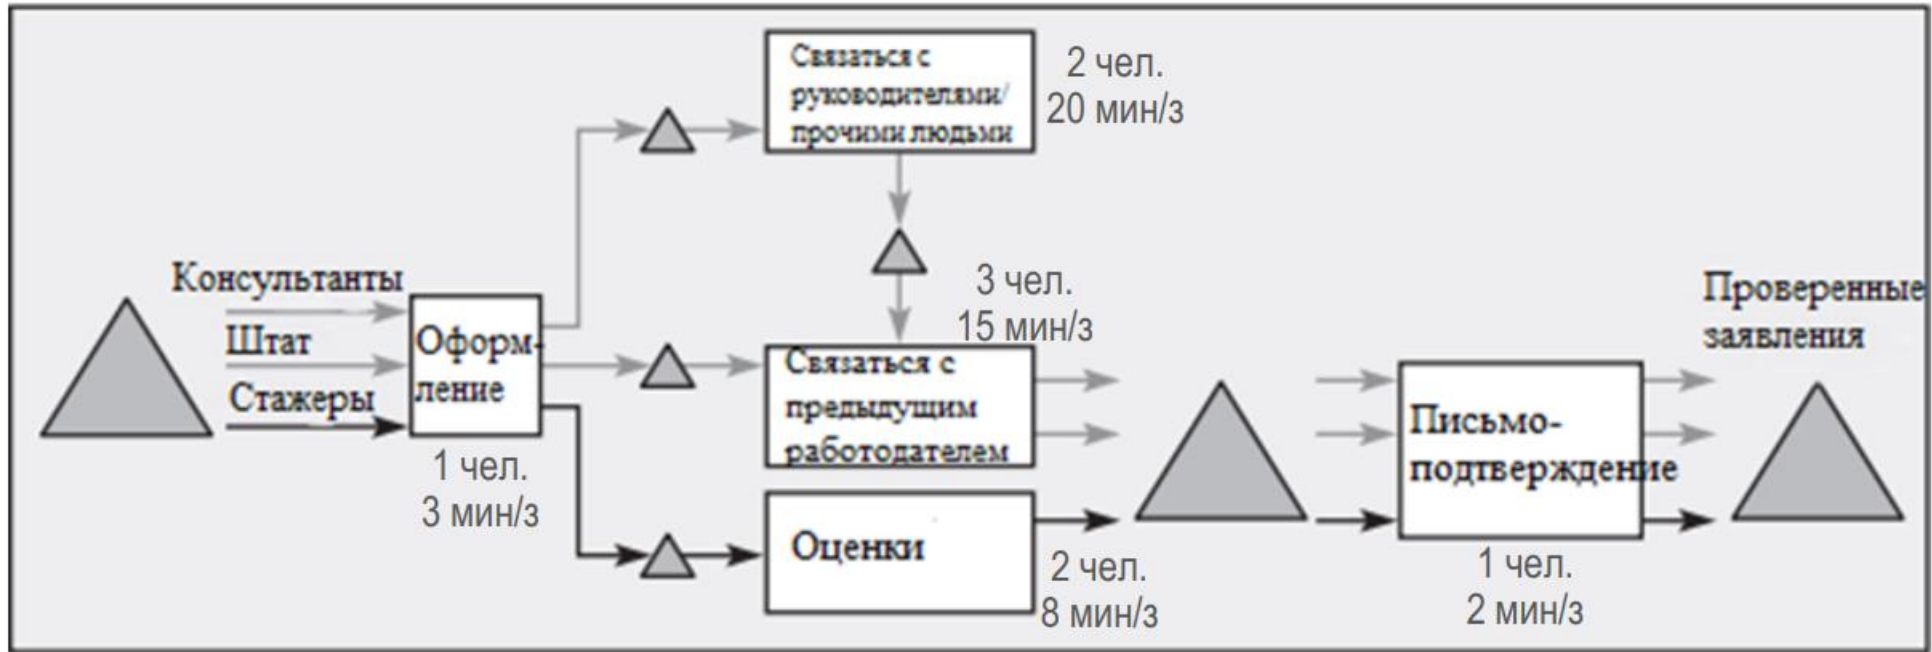 Связаться с
руководителями/
прочими людьми
2 чел.
20 мин/з
Консультанты
Штат
Стажеры
Оформ-
ление
1 чел.
3 мин/з
3 чел.
15 мин/з
Связаться с
предыдущим
работодателем
Оценки
2 чел.
8 мин/з
Письмо-
подтверждение
1 чел.
2 мин/з
Проверенные
заявления